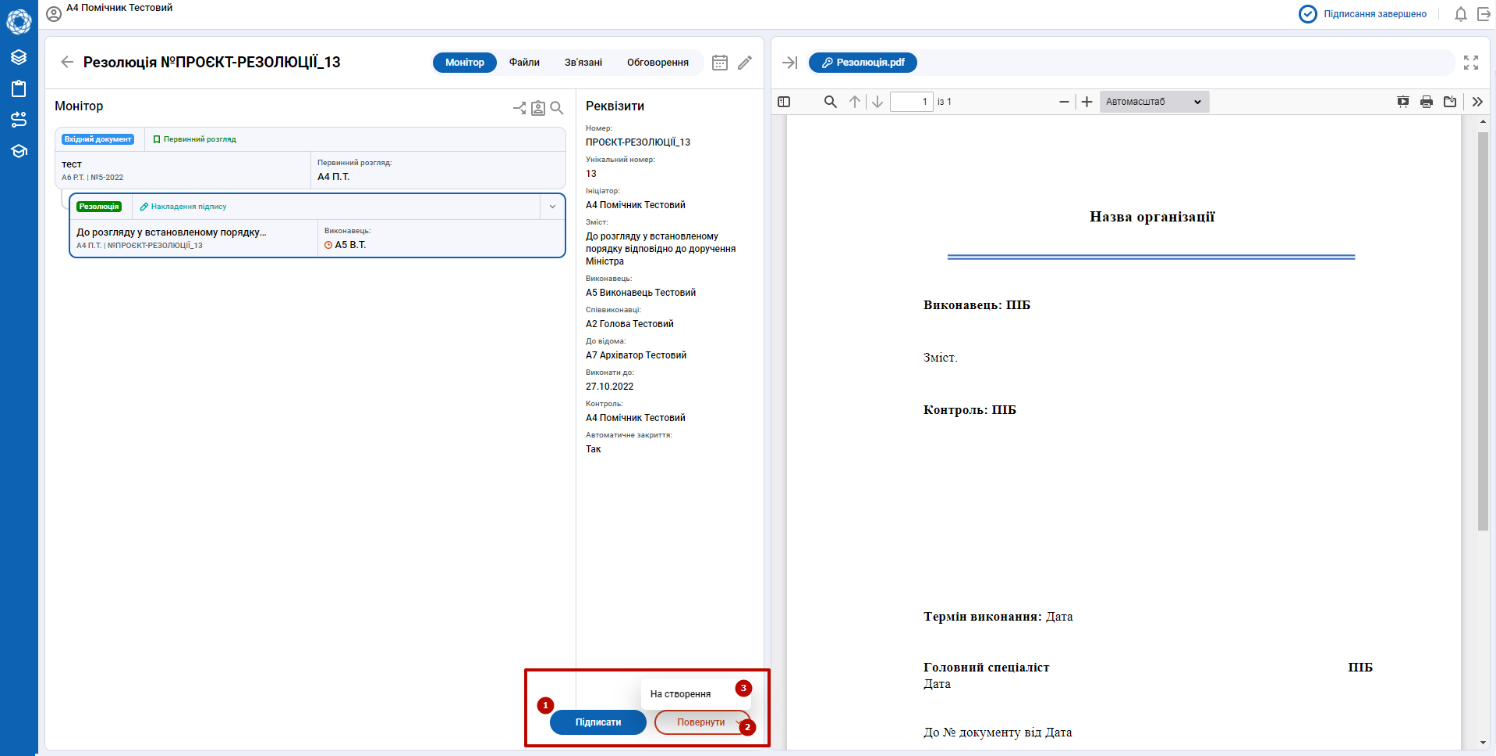 А4 Помічник Тестовий
Підписання завершено
Резолюція №ПРОЄКТ-РЕЗОЛЮЦІЇ_13
Монітор
Файли
Зв'язані
Обговорення
Монітор
Вхідний документ
Первинний розгляд
тест
А6 Р.Т. | №5-2022
Первинний розгляд:
А4 П.Т.
Резолюція
Накладення підпису
До розгляду у встановленому порядку...
А4 П.Т. | №ПРОЄКТ-РЕЗОЛЮЦІЇ_13
Виконавець:
А5 В.Т.
Реквізити
Номер:
ПРОЄКТ-РЕЗОЛЮЦІЇ_13
Унікальний номер:
13
Ініціатор:
А4 Помічник Тестовий
Зміст:
До розгляду у встановленому
порядку відповідно до доручення
Міністра
Виконавець:
А5 Виконавець Тестовий
Співвиконавці:
А2 Голова Тестовий
До відома:
А7 Архіватор Тестовий
Виконати до:
27.10.2022
Контроль:
А4 Помічник Тестовий
Автоматичне закриття:
Так
На створення
3
1
Підписати
Повернути
2
Резолюція.pdf
1
із 1
Автомасштаб
Назва організації
Виконавець: ПІБ
Зміст.
Контроль: ПІБ
Термін виконання: Дата
Головний спеціаліст ПІБ
Дата
До № документу від Дата